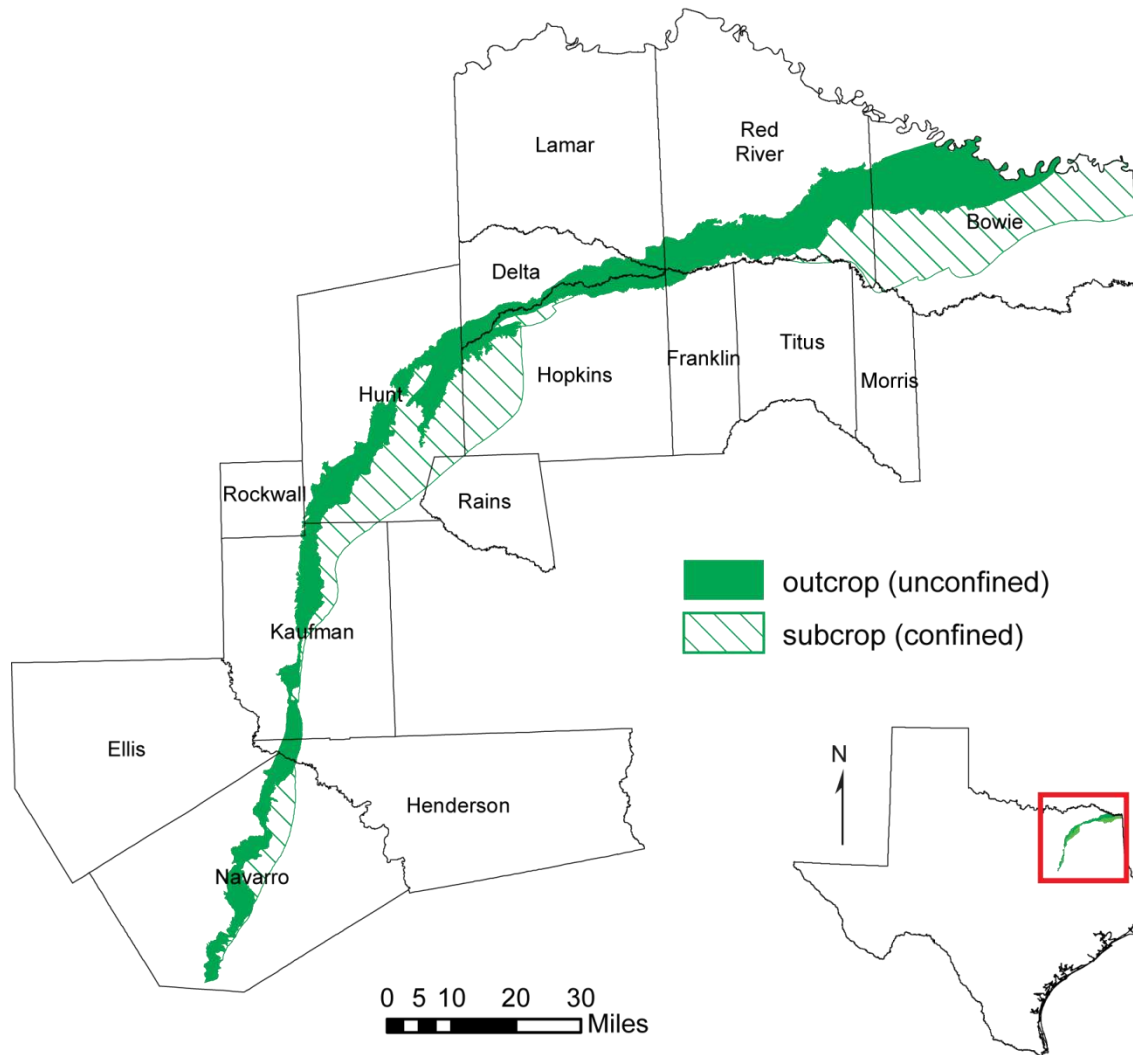 Lamar
Red
River
Bowie
Delta
Hopkins
Franklin
Titus
Morris
Hunt
Rockwall
Rains
outcrop (unconfined)
subcrop (confined)
Kaufman
Ellis
Henderson
Navarro
N
0 5 10 20 30
Miles